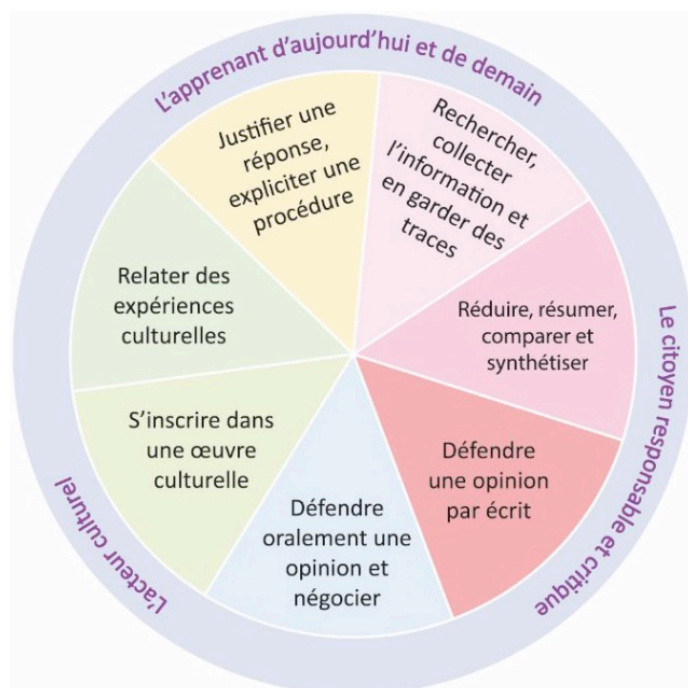 L'apprenant d'aujourd'hui et de demain
Justifier une
réponse,
expliciter une
procédure
Rechercher,
collecter
l'information et
en garder des
traces
Relater des
expériences
culturelles
Réduire, résumer,
comparer et
synthétiser
S'inscrire dans
une œuvre
culturelle
Défendre
une opinion
par écrit
Défendre
oralement une
opinion et
négocier
Le citoyen responsable et critique
L'acteur culturel